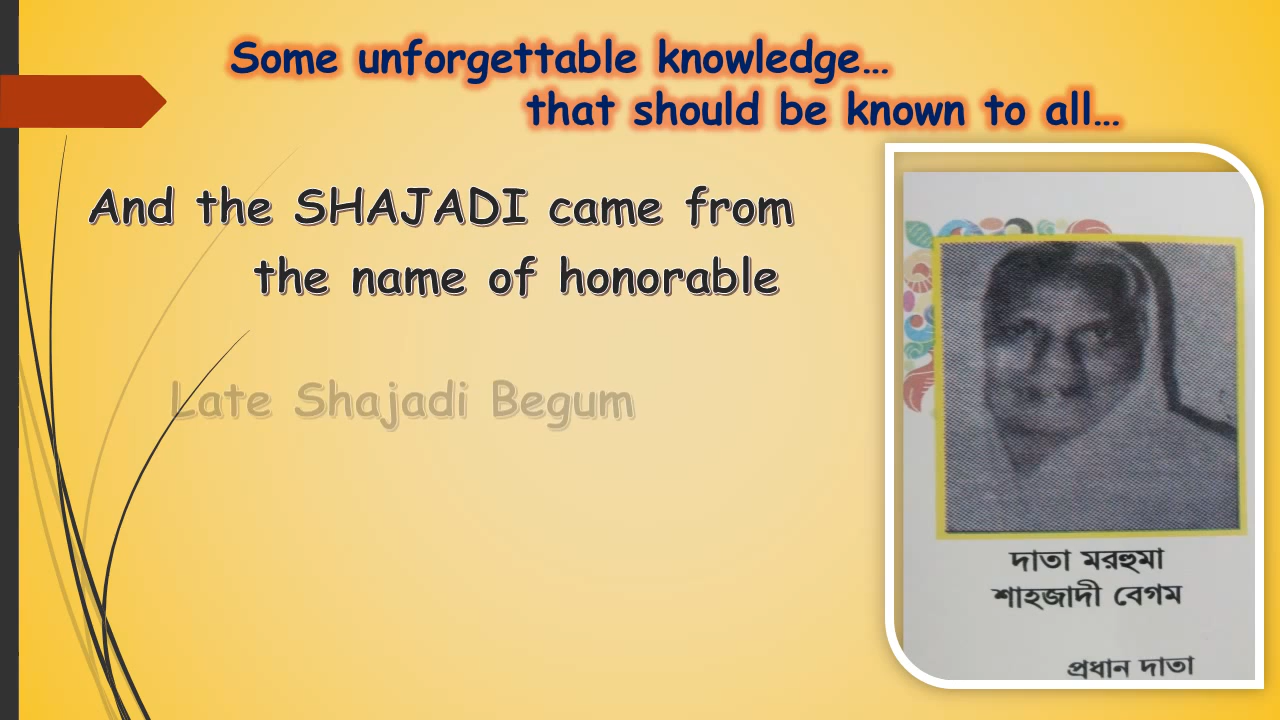 Some unforgettable knowledge…
that should be known to all…
And the SHAJADI came from
the name of honorable
Late Shajadi Begum
দাতা মরহুমা
শাহজাদী বেগম
প্রধান দাতা